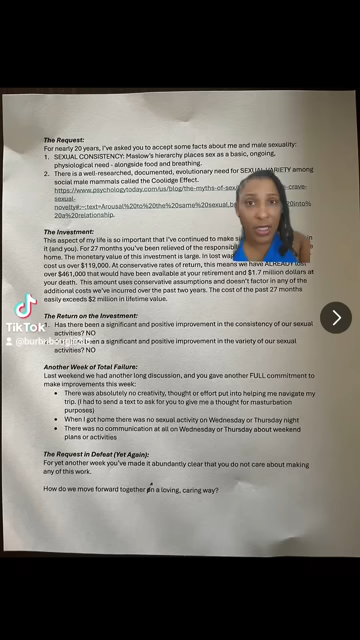 The Request:
For nearly 20 years, I've asked you to accept some facts about me and male sexuality:
1. SEXUAL CONSISTENCY: Maslow's hierarchy places sex as a basic, ongoing,
physiological need - alongside food and breathing.
2. There is a well-researched, documented, evolutionary need for SEXUAL VARIETY among
social male mammals called the Coolidge Effect.
https://www.psychologytoday.com/us/blog/the-myths-of-sex/ -crave-
sexual-
novelty#:~:text=Arousal%20to%20the%20same%20sexual, 20into%
20a%20relationship.
The Investment:
This aspect of my life is so important that I've continued to make in
it (and you). For 27 months you've been relieved of the
home. The monetary value of this investment is large. In lost
cost us over $119,000. At conservative rates of return, this means we have ALREADY lost
over $461,000 that would have been available at your retirement and $1.7 million dollars at
your death. This amount uses conservative assumptions and doesn't factor in any of the
additional costs we've incurred over the past two years. The cost of the past 27 months
easily exceeds $2 million in lifetime value.
The Return on the Investment:
Has there been a significant and positive improvement in the consistency of our sexual
activities? NO
Has there been a significant and positive improvement in the variety of our sexual
activities? NO
Another Week of Total Failure:
Last weekend we had another long discussion, and you gave another FULL commitment to
make improvements this week:
• There was absolutely no creativity, thought or effort put into helping me navigate my
trip. (I had to send a text to ask for you to give me a thought for masturbation
purposes)
• When I got home there was no sexual activity on Wednesday or Thursday night
• There was no communication at all on Wednesday or Thursday about weekend
plans or activities
The Request in Defeat (Yet Again):
For yet another week you've made it abundantly clear that you do not care about making
any of this work.
How do we move forward together in a loving, caring way?
TikTok